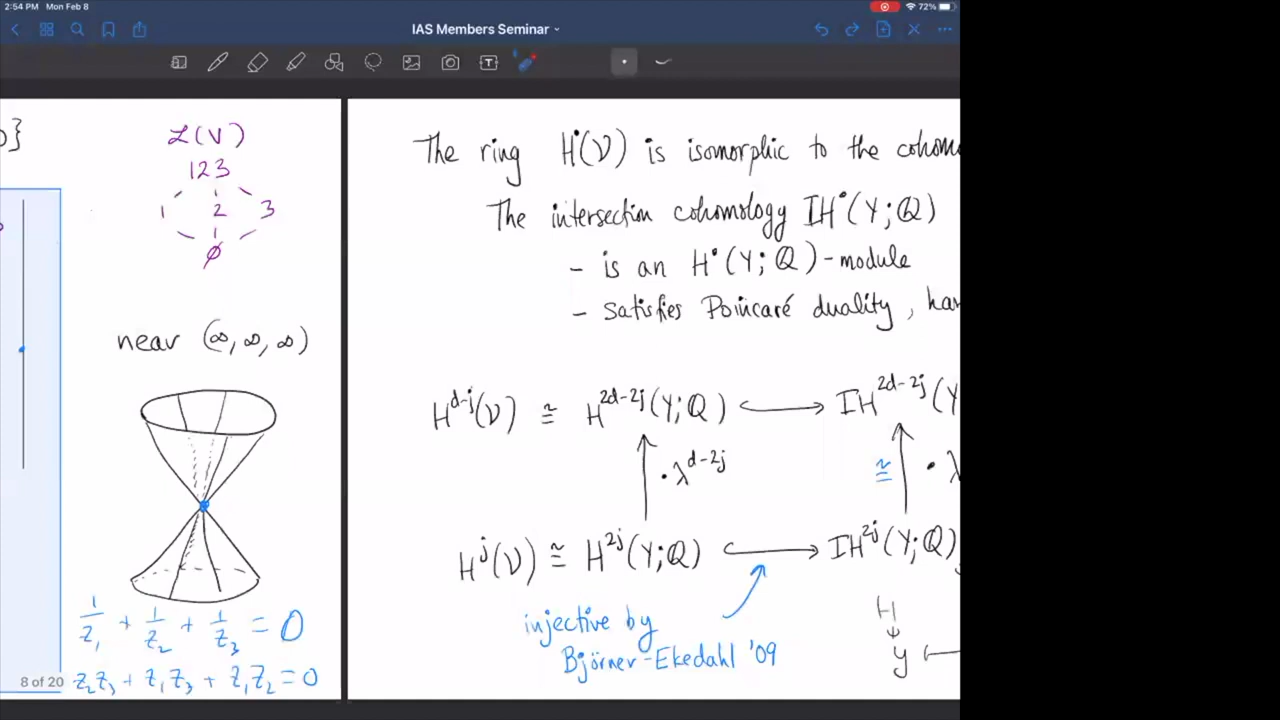 2:54 PM Mon Feb 8
72%
IAS Members Seminar
}
L(V)
123
1 2 3
∅
near (∞, ∞, ∞)
1/z₁ + 1/z₂ + 1/z₃ = 0
z₂z₃ + z₁z₃ + z₁z₂ = 0
8 of 20
The ring H•(V) is isomorphic to the cohom
The intersection cohomology IH•(Y; Q)
- is an H•(Y; Q)-module
- satisfies Poincaré duality, har
H^{d-j}(V) ≅ H^{2d-2j}(Y;Q) ↪ IH^{2d-2j}(Y
· λ^{d-2j} ≅ · λ
H^j(V) ≅ H^{2j}(Y;Q) ↪ IH^{2j}(Y;Q)
injective by
Björner-Ekedahl '09
H
↓
y ←